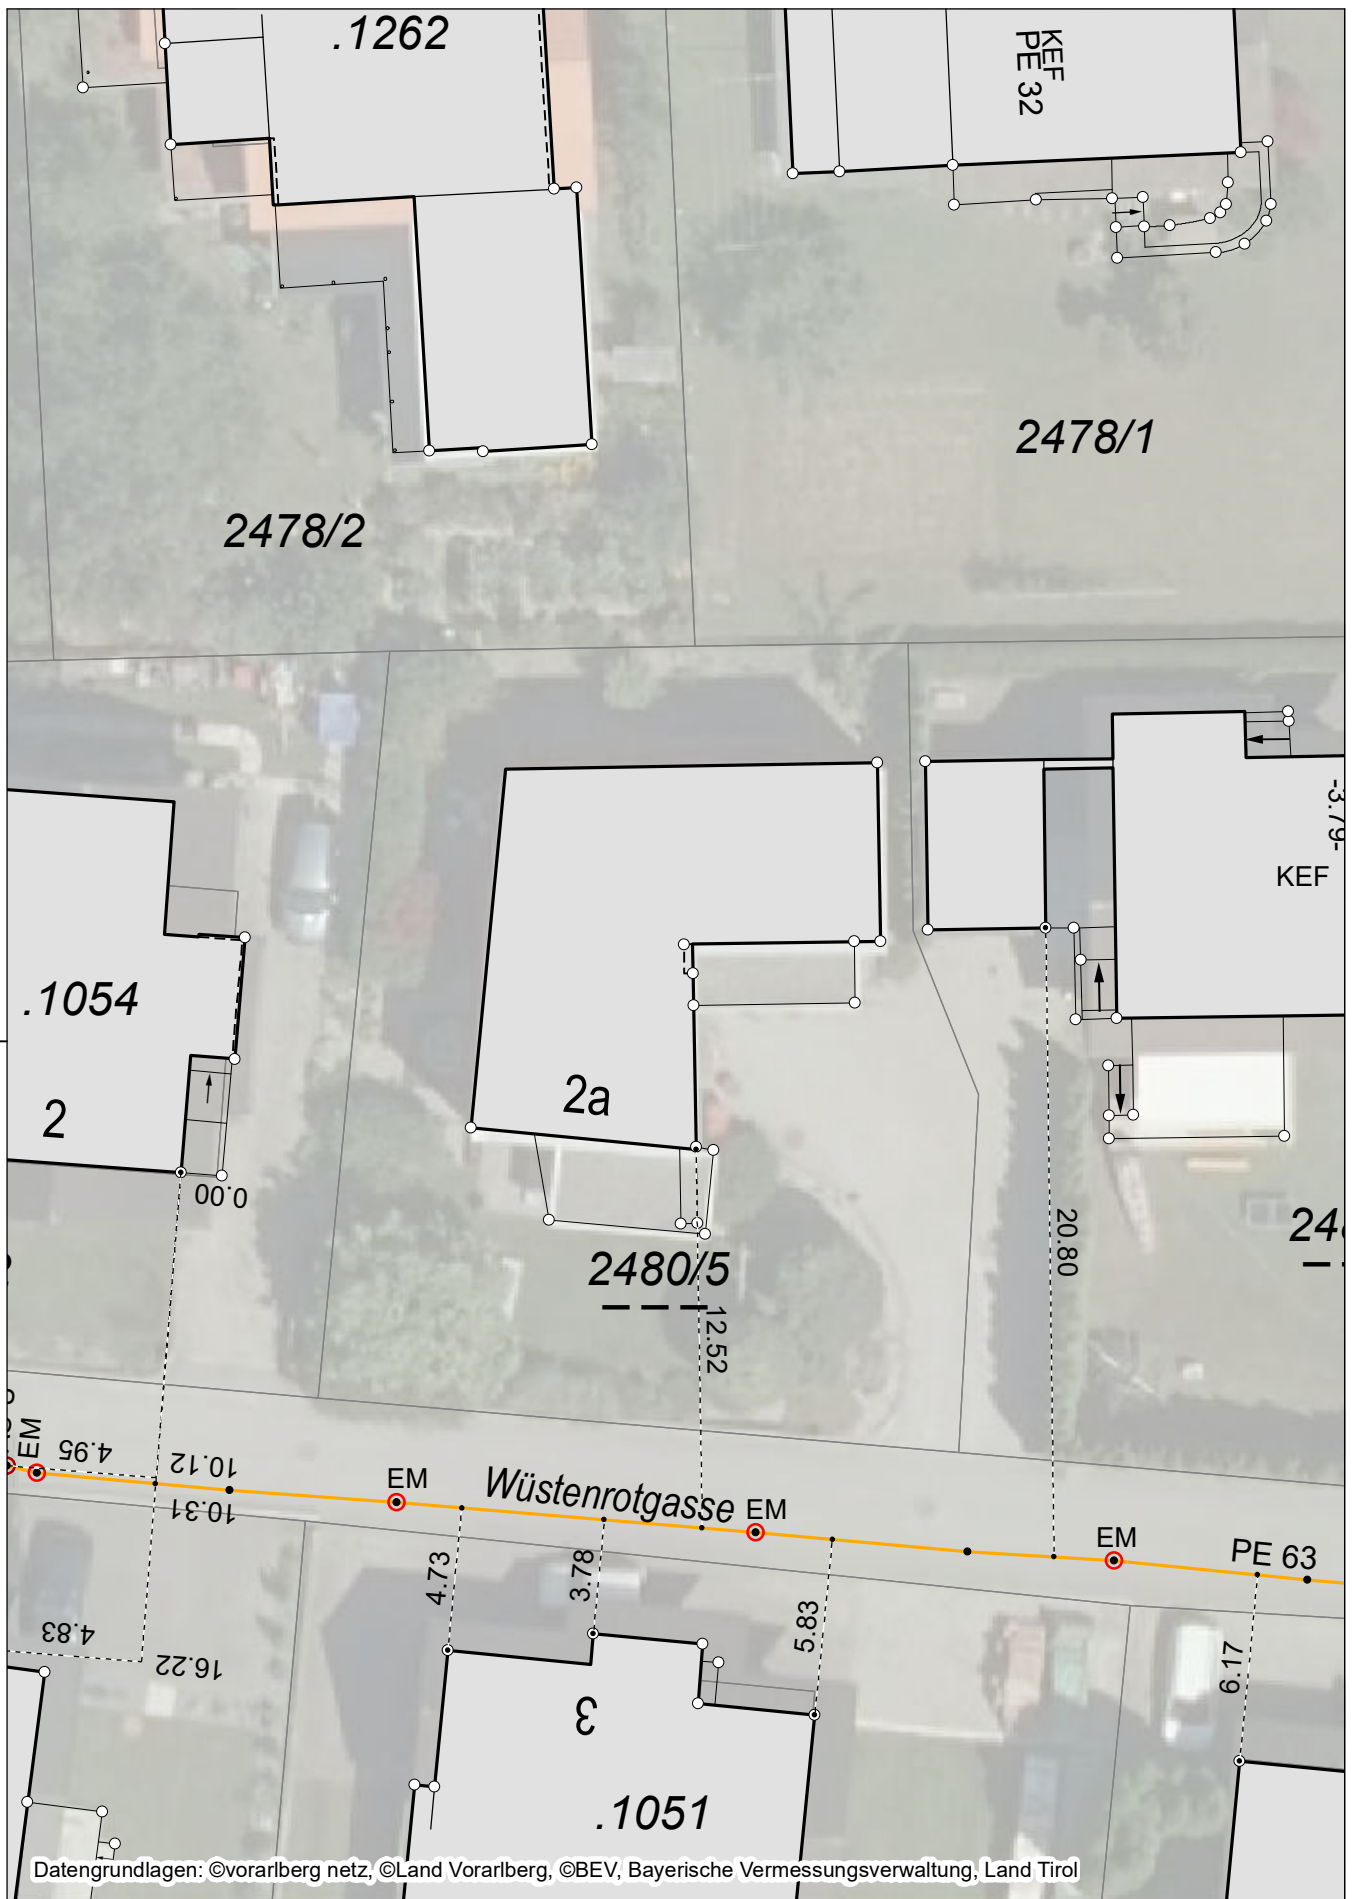 .1262
KEF
PE 32
2478/1
2478/2
-3.79-
KEF
.1054
2a
2
0.00
20.80
2480/5
12.52
EM
4.95
10.12
10.31
EM
Wüstenrotgasse
EM
EM
PE 63
4.73
3.78
5.83
6.17
4.83
16.22
3
.1051
Datengrundlagen: ©vorarlberg netz, ©Land Vorarlberg, ©BEV, Bayerische Vermessungsverwaltung, Land Tirol